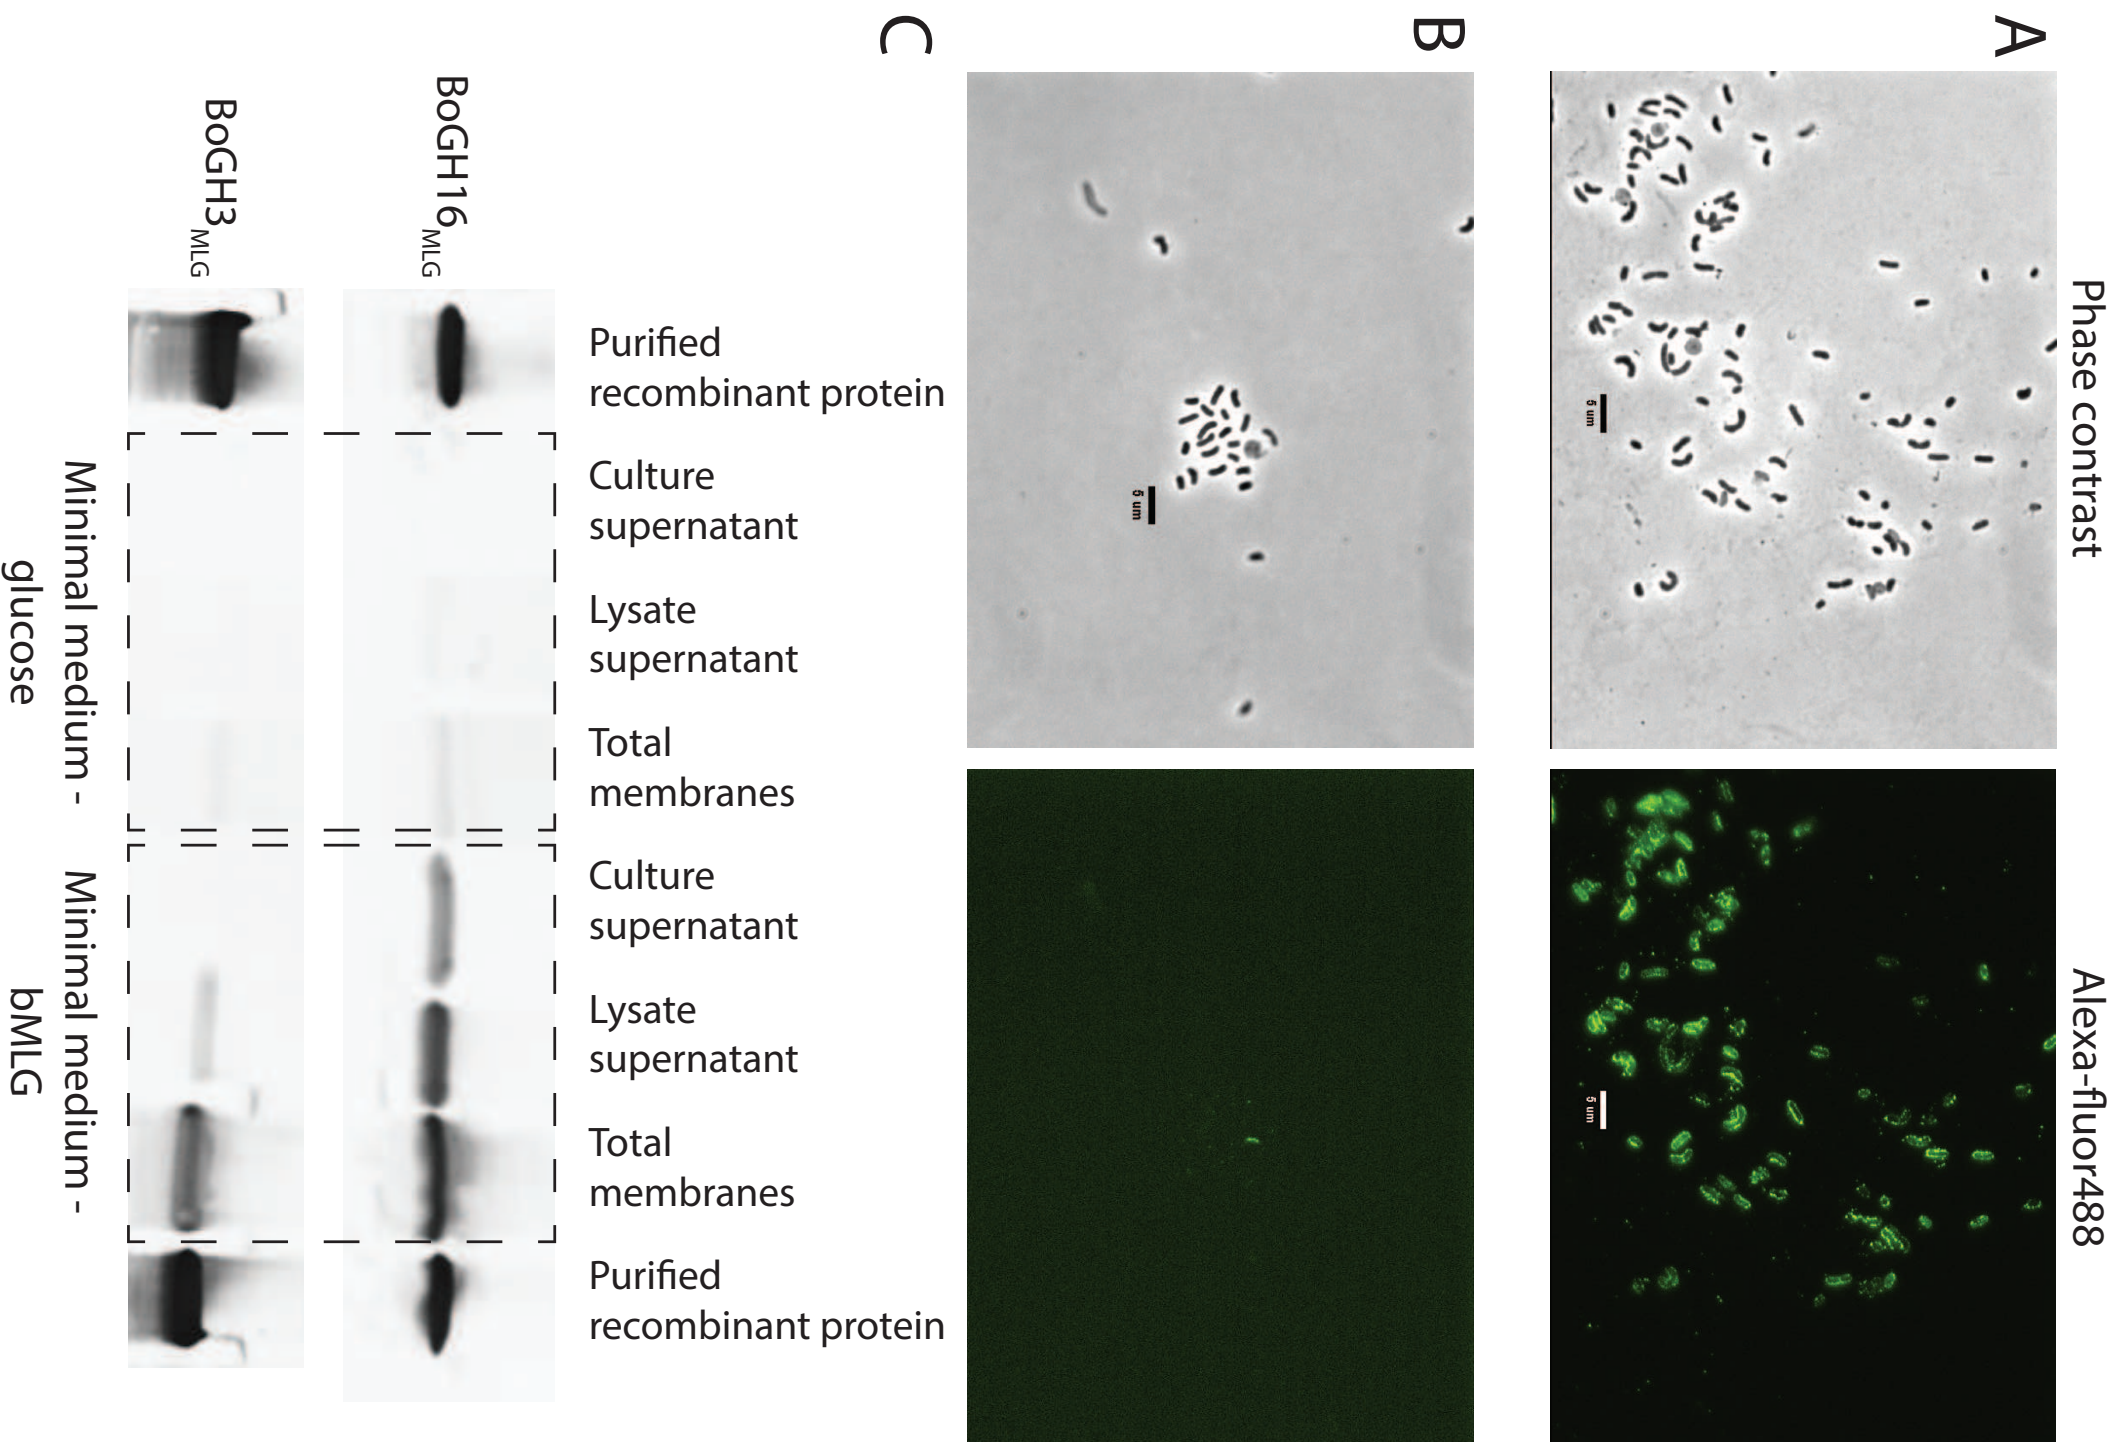 A
Phase contrast
Alexa-fluor488
5 um
5 um
B
5 um
C
Purified
recombinant protein
Culture
supernatant
Lysate
supernatant
Total
membranes
Culture
supernatant
Lysate
supernatant
Total
membranes
Purified
recombinant protein
BoGH16MLG
BoGH3MLG
Minimal medium -
glucose
Minimal medium -
bMLG